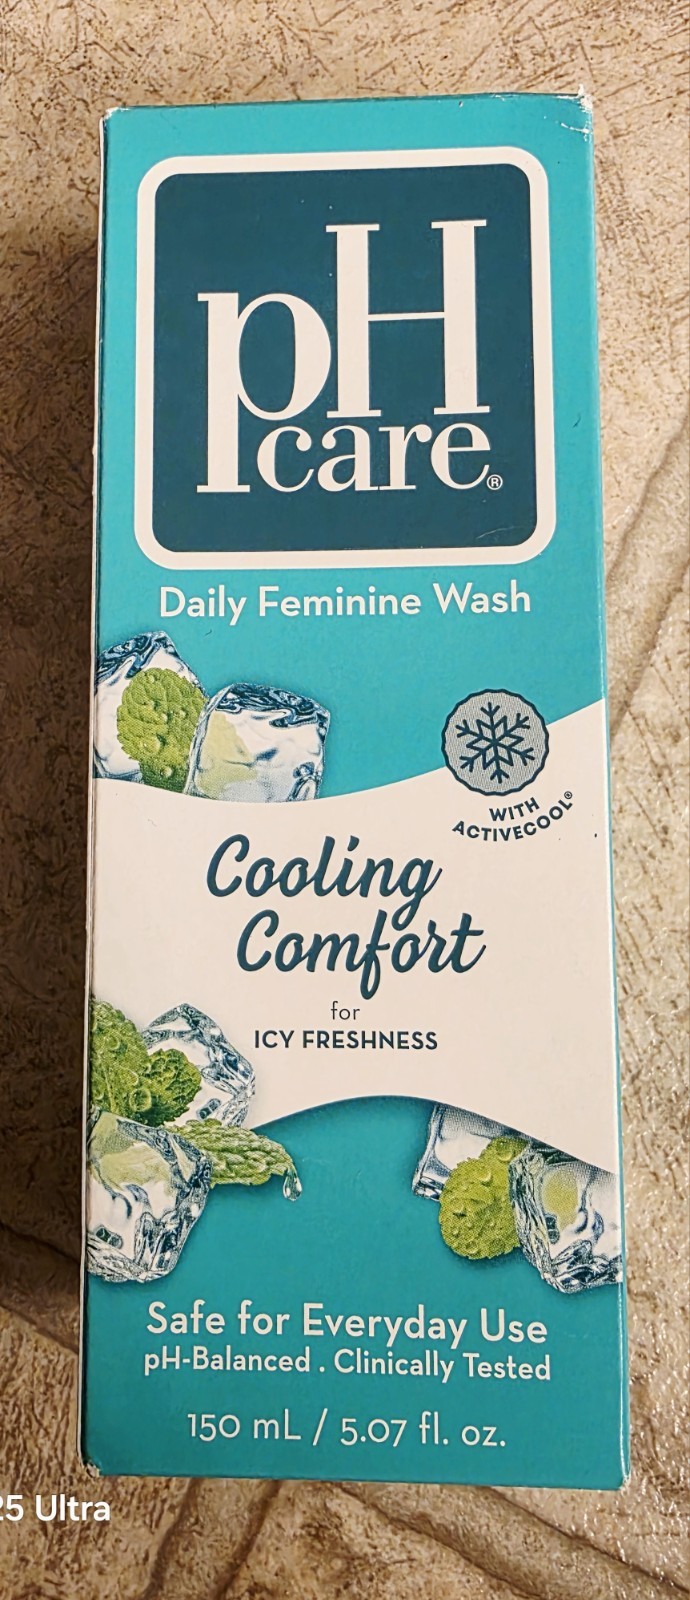 pH
care®
Daily Feminine Wash
WITH
ACTIVECOOL®
Cooling
Comfort
for
ICY FRESHNESS
Safe for Everyday Use
pH-Balanced . Clinically Tested
150 mL / 5.07 fl. oz.
25 Ultra